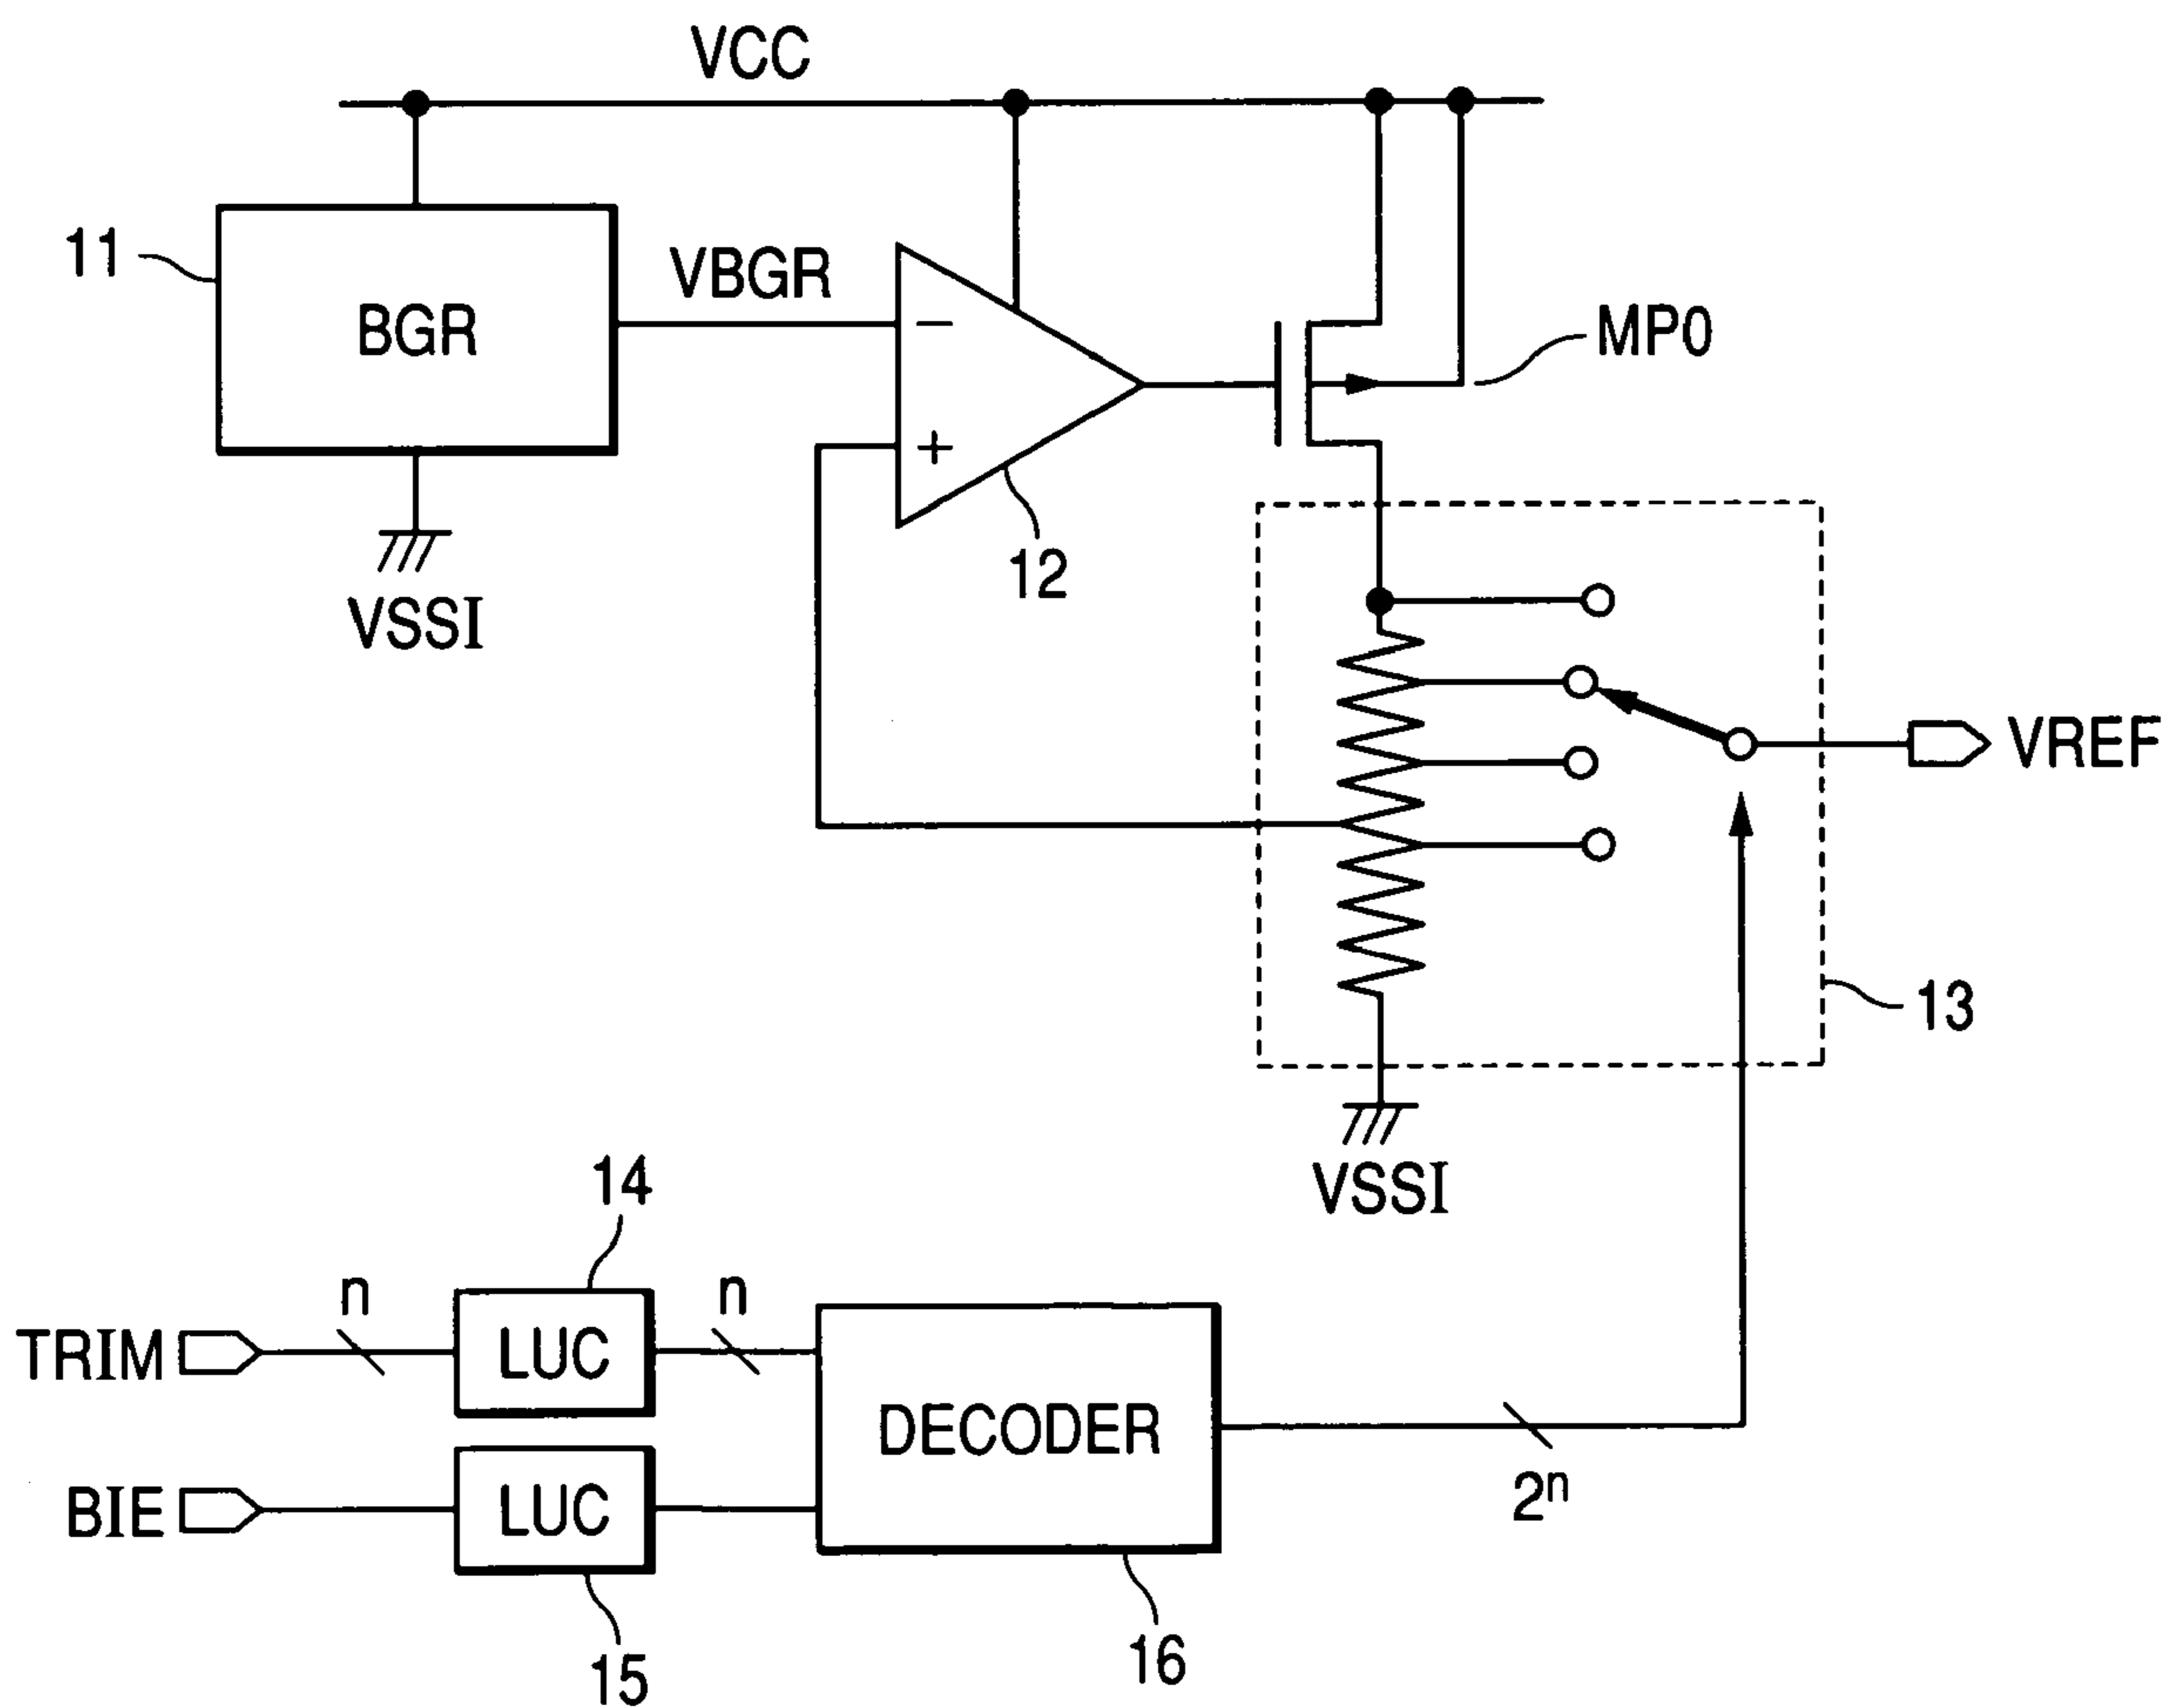 VCC
11
BGR
VBGR
−
+
MP0
12
VSSI
VREF
13
VSSI
14
TRIM
n
LUC
n
DECODER
2ⁿ
BIE
LUC
15
16